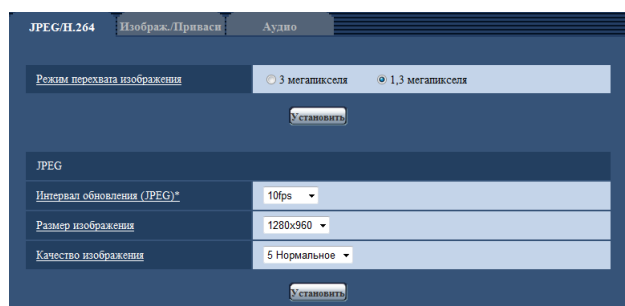 JPEG/H.264 Изображ./Приваси Аудио
Режим перехвата изображения 3 мегапикселя 1,3 мегапикселя
Установить
JPEG
Интервал обновления (JPEG)* 10fps
Размер изображения 1280x960
Качество изображения 5 Нормальное
Установить